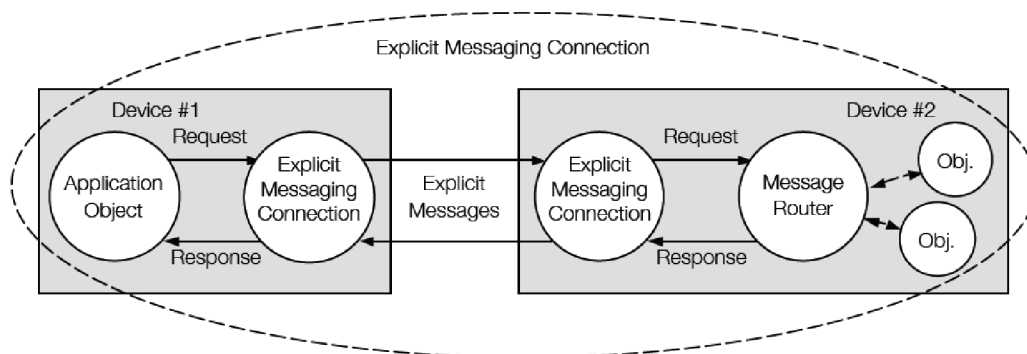 Explicit Messaging Connection
Device #1
Device #2
Request
Request
Application
Object
Explicit
Messaging
Connection
Explicit
Messages
Explicit
Messaging
Connection
Message
Router
Obj.
Obj.
Response
Response